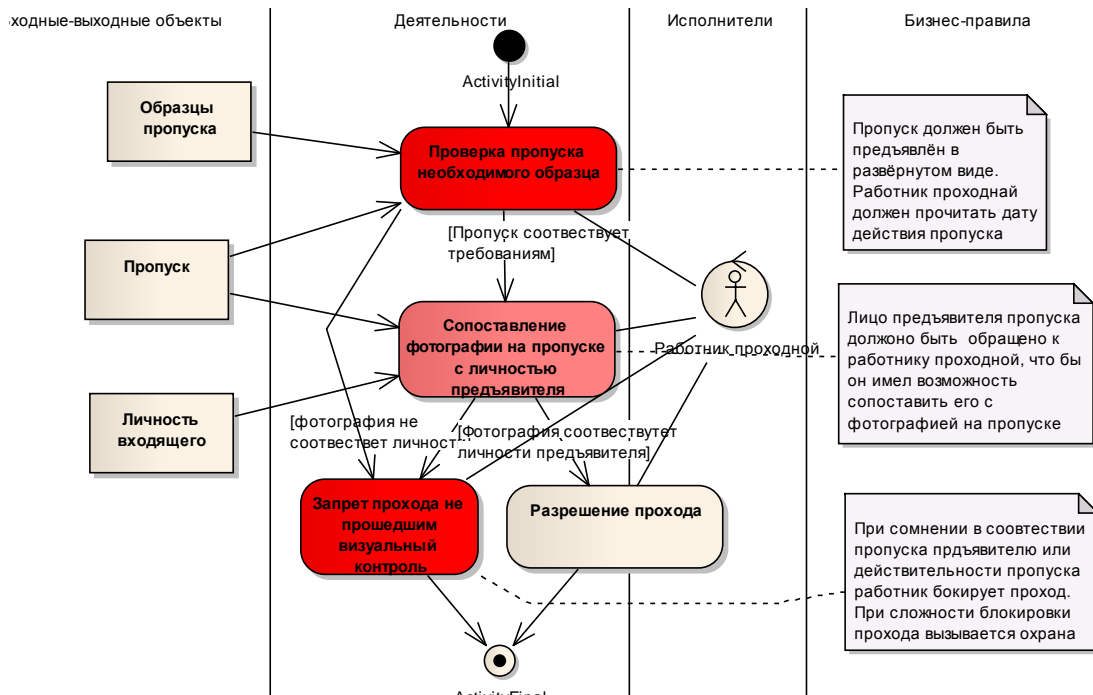 ходные-выходные объекты
Деятельности
Исполнители
Бизнес-правила
ActivityInitial
Образцы
пропуска
Проверка пропуска
необходимого образца
Пропуск должен быть
предъявлён в
развёрнутом виде.
Работник проходнай
должен прочитать дату
действия пропуска
[Пропуск соотвествует
требованиям]
Пропуск
Сопоставление
фотографии на пропуске
с личностью
предъявителя
Работник проходной
Лицо предъявителя пропуска
должоно быть обращено к
работнику проходной, что бы
он имел возможность
сопоставить его с
фотографией на пропуске
Личность
входящего
[фотография не
соотвествет личност
[Фотография соотвествутет
личности предъявителя]
Запрет прохода не
прошедшим
визуальный
контроль
Разрешение прохода
При сомнении в соовтествии
пропуска прдъявителю или
действительности пропуска
работник бокирует проход.
При сложности блокировки
прохода вызывается охрана
ActivityFinal